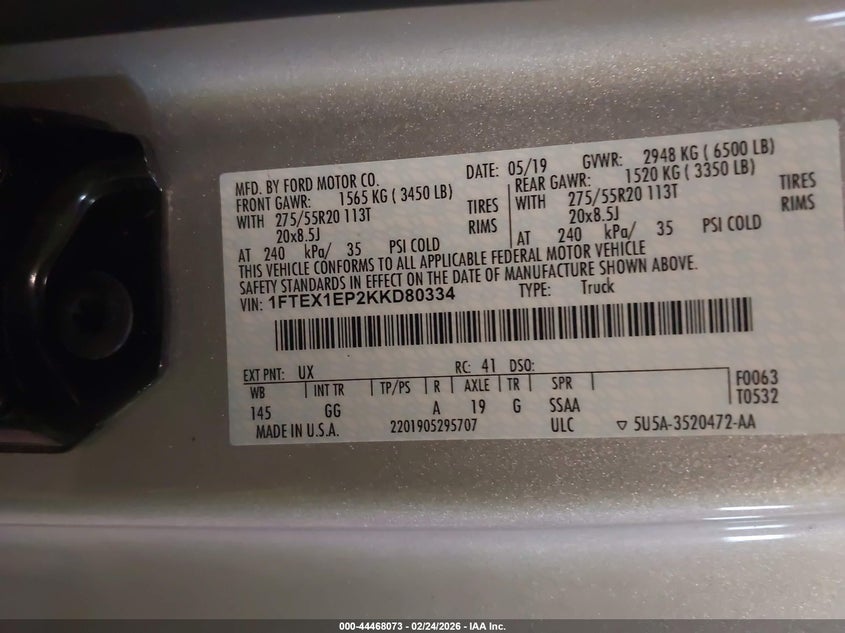 MFD. BY FORD MOTOR CO. DATE: 05/19 GVWR: 2948 KG ( 6500 LB)
FRONT GAWR: 1565 KG ( 3450 LB) REAR GAWR: 1520 KG ( 3350 LB)
WITH 275/55R20 113T TIRES WITH 275/55R20 113T TIRES
20x8.5J RIMS 20x8.5J RIMS
AT 240 kPa/ 35 PSI COLD AT 240 kPa/ 35 PSI COLD
THIS VEHICLE CONFORMS TO ALL APPLICABLE FEDERAL MOTOR VEHICLE
SAFETY STANDARDS IN EFFECT ON THE DATE OF MANUFACTURE SHOWN ABOVE.
VIN: 1FTEX1EP2KKD80334 TYPE: Truck
EXT PNT: UX RC: 41 DSO:
WB INT TR TP/PS R AXLE TR SPR F0063
145 GG A 19 G SSAA T0532
MADE IN U.S.A. 2201905295707 ULC ▽ 5U5A-3520472-AA
000-44468073 - 02/24/2026 - IAA Inc.